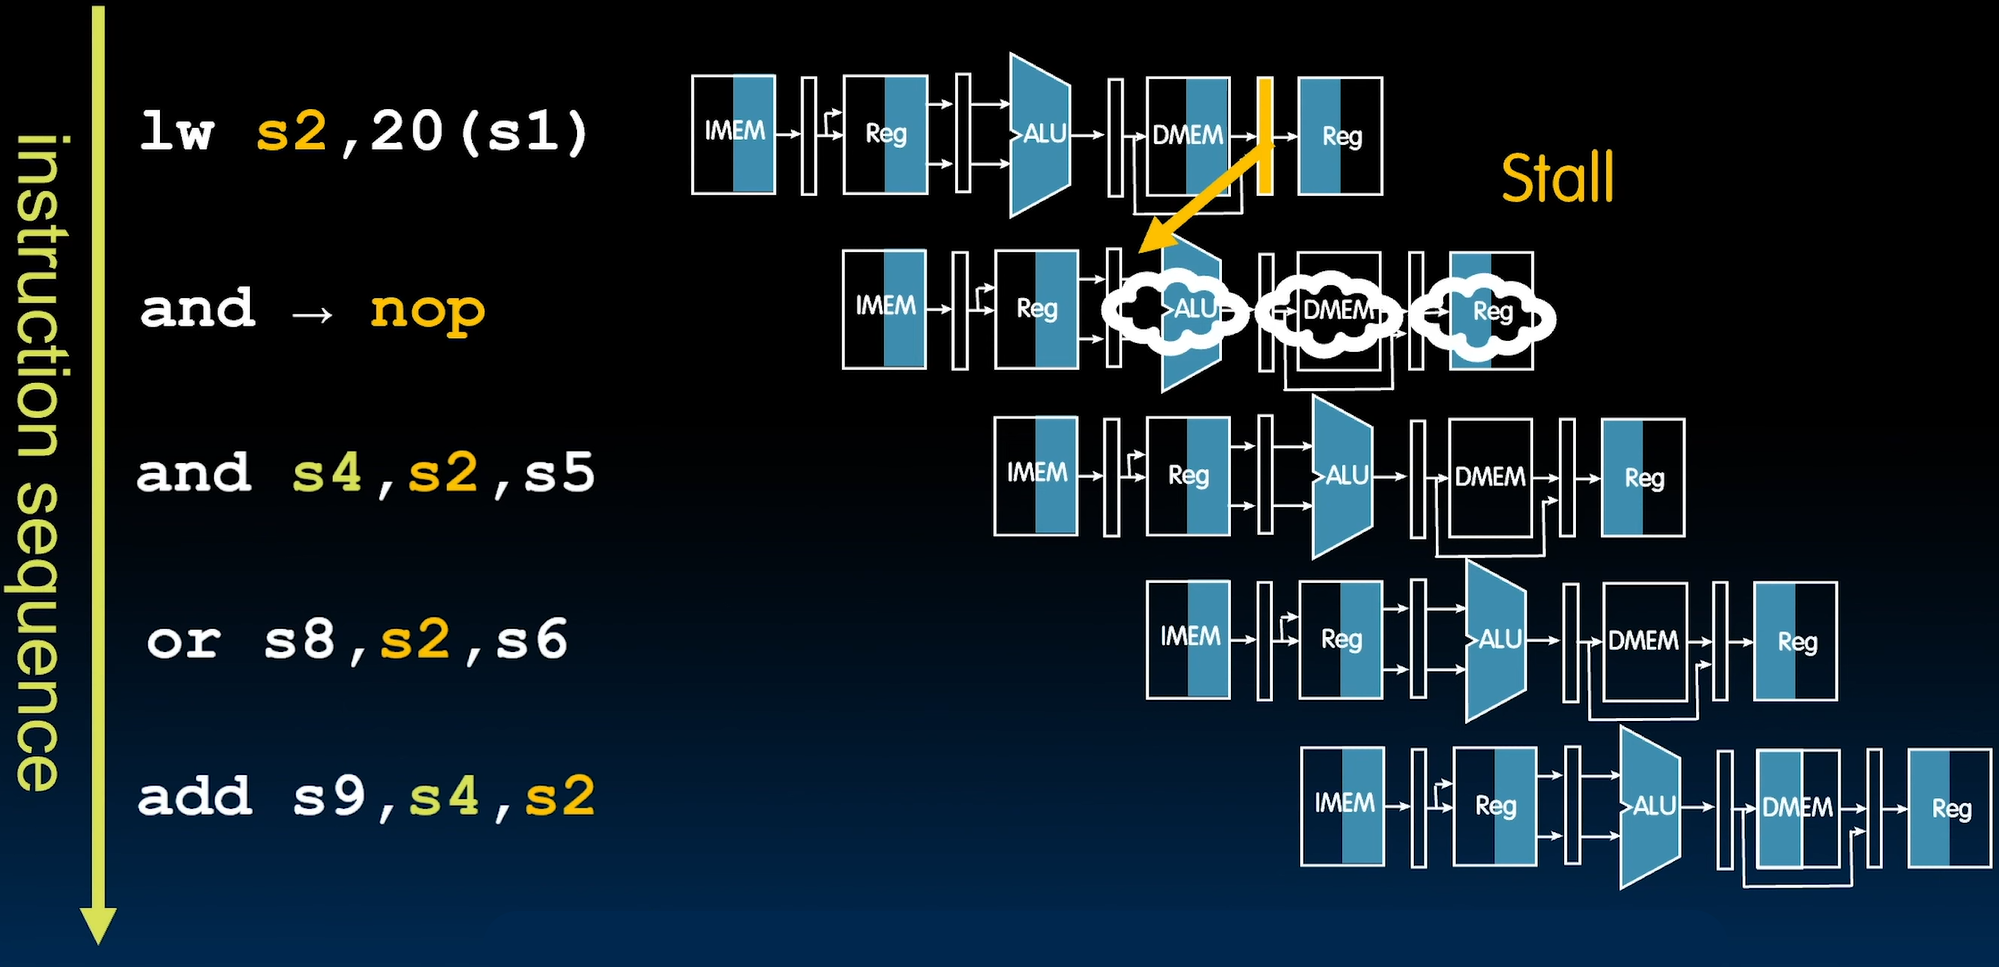 instruction sequence
lw s2,20(s1)
IMEM Reg ALU DMEM Reg
Stall
and → nop
IMEM Reg ALU DMEM Reg
and s4,s2,s5
IMEM Reg ALU DMEM Reg
or s8,s2,s6
IMEM Reg ALU DMEM Reg
add s9,s4,s2
IMEM Reg ALU DMEM Reg